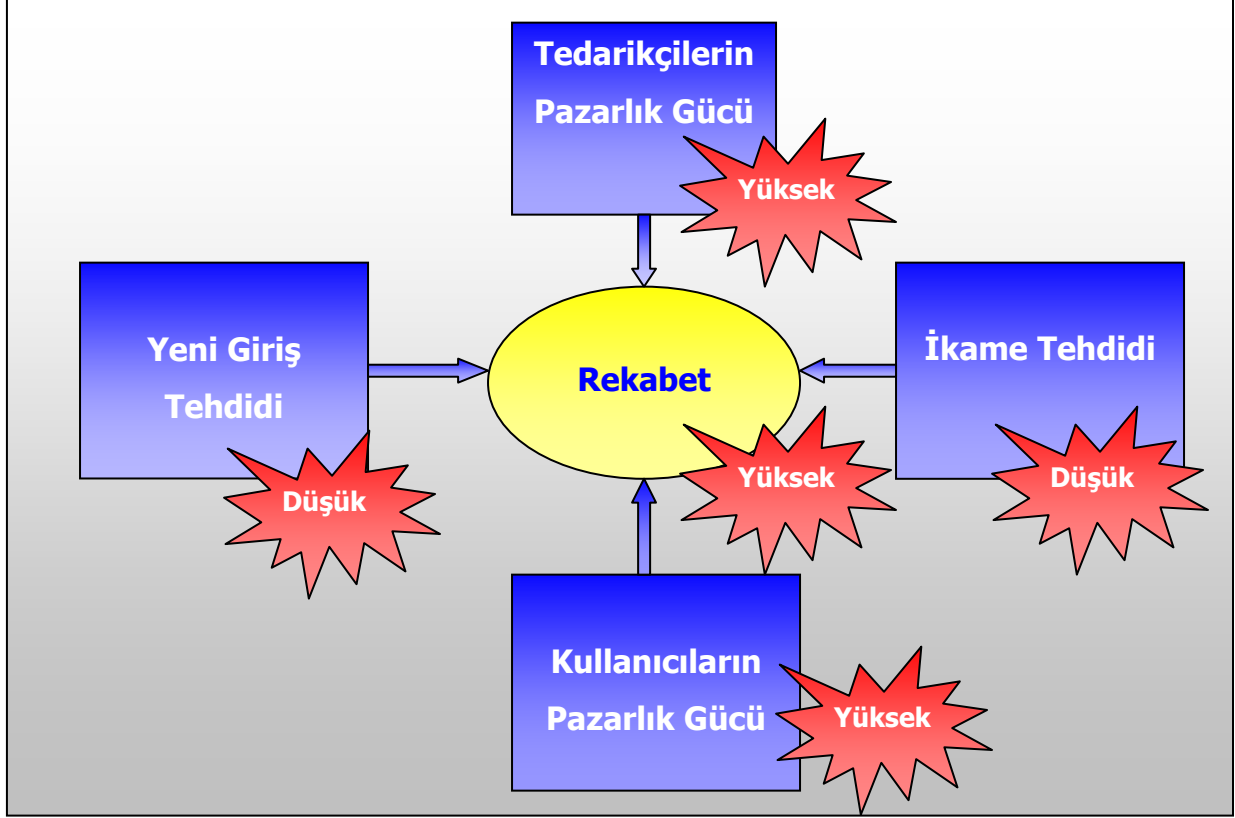 Tedarikçilerin
Pazarlık Gücü
Yüksek
Yeni Giriş
Tehdidi
Düşük
Rekabet
Yüksek
İkame Tehdidi
Düşük
Kullanıcıların
Pazarlık Gücü
Yüksek